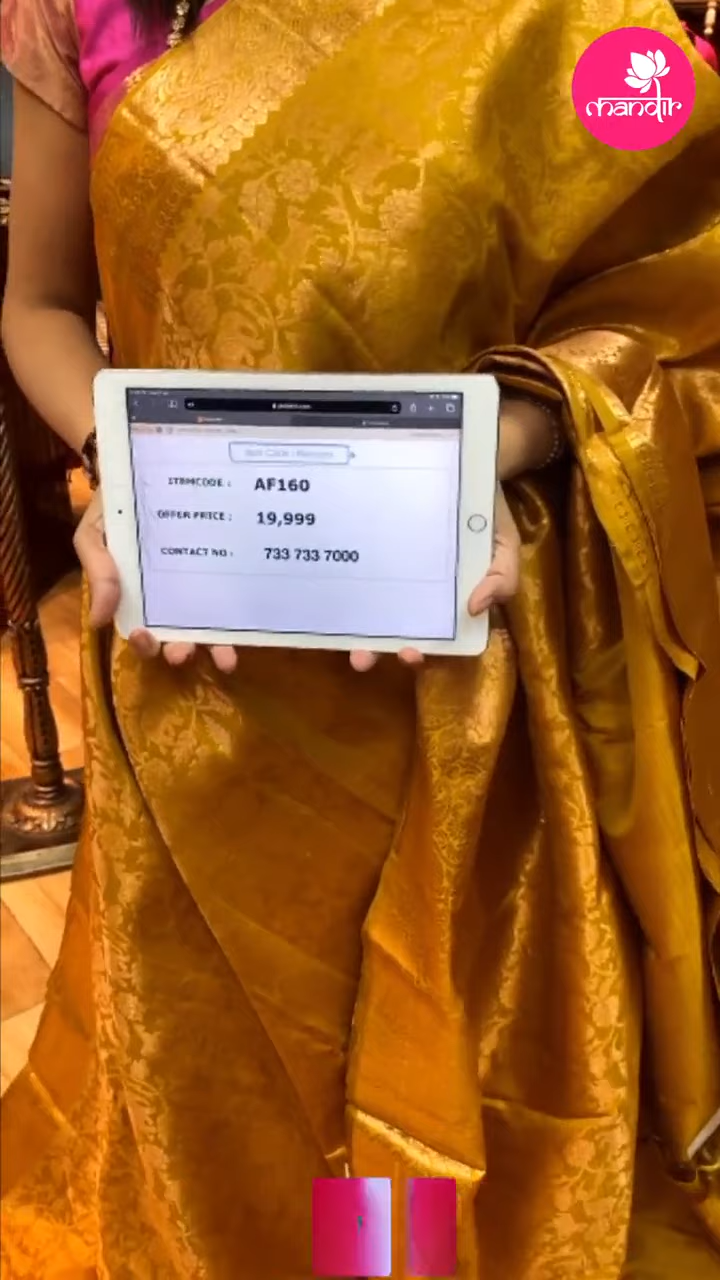 mandir
ITEMCODE : AF160
OFFER PRICE : 19,999
CONTACT NO : 733 733 7000